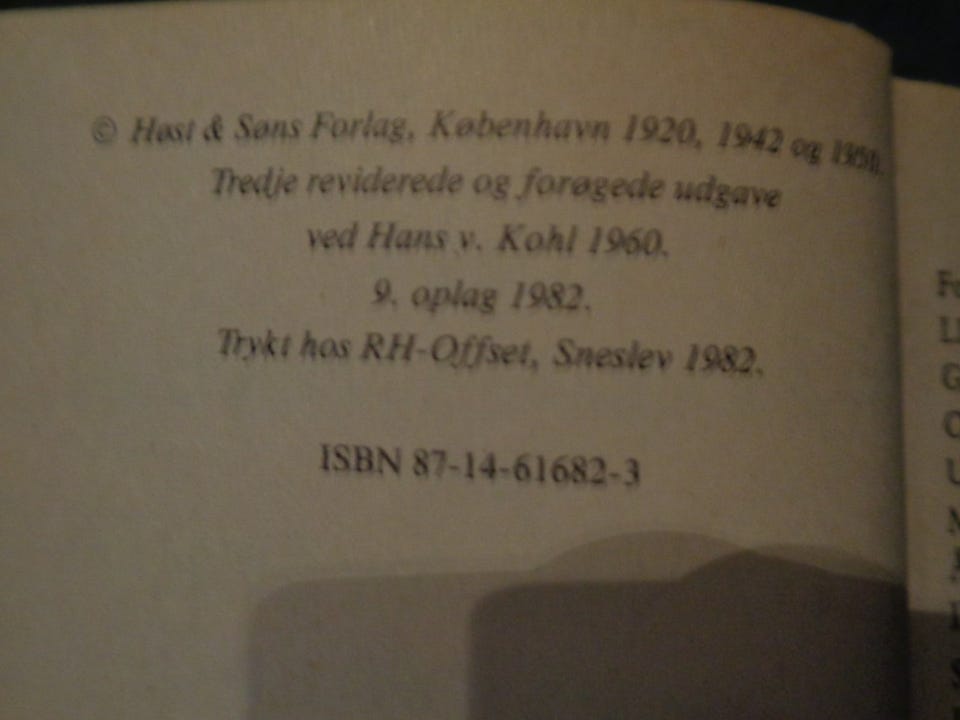 © Høst & Søns Forlag, København 1920, 1942 og
Tredje reviderede og forøgede udgave
ved Hans v. Kohl 1960.
9. oplag 1982.
Trykt hos RH-Offset, Sneslev 1982.
ISBN 87-14-61682-3